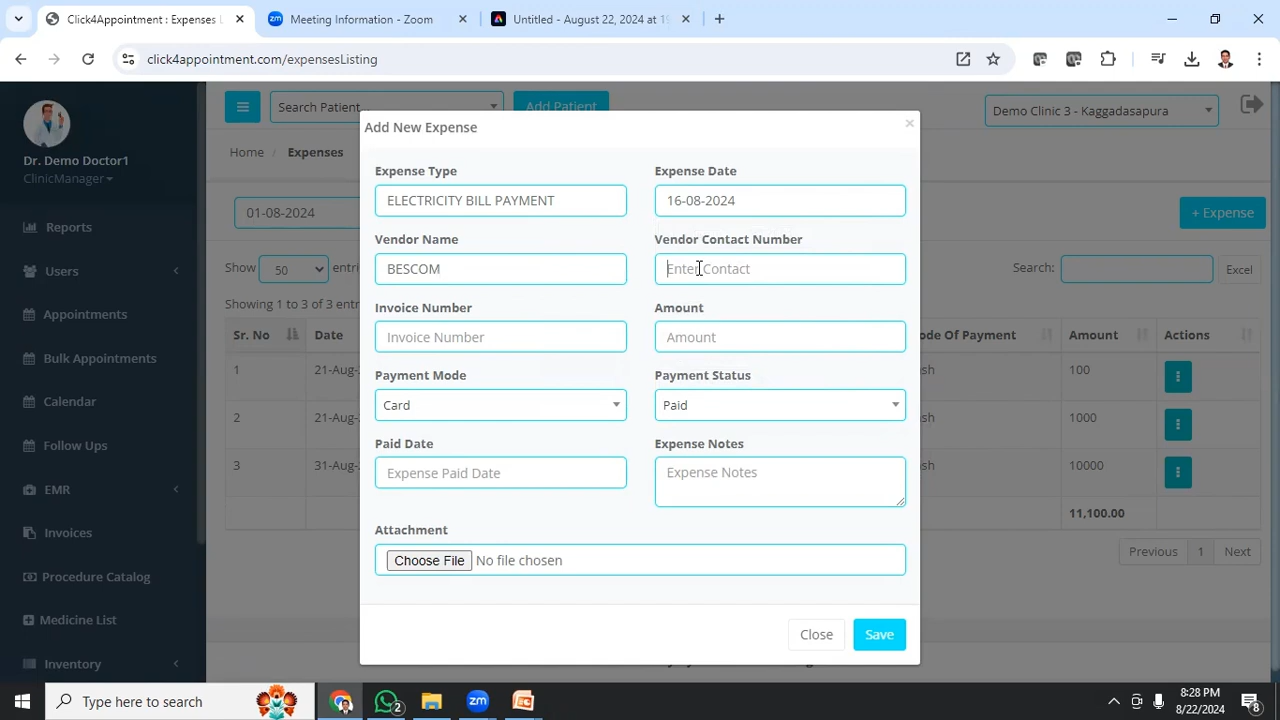 Click4Appointment : Expenses L
Meeting Information - Zoom
Untitled - August 22, 2024 at 1
click4appointment.com/expensesListing
Search Patient...
Add Patient
Demo Clinic 3 - Kaggadasapura
Dr. Demo Doctor1
ClinicManager
Home / Expenses
01-08-2024
+ Expense
Reports
Users
Appointments
Bulk Appointments
Calendar
Follow Ups
EMR
Invoices
Procedure Catalog
Medicine List
Inventory
Show 50 entri
Search:
Excel
Showing 1 to 3 of 3 entr
Sr. No Date ode Of Payment Amount Actions
1 21-Aug- sh 100
2 21-Aug- sh 1000
3 31-Aug- sh 10000
11,100.00
Previous 1 Next
Add New Expense
×
Expense Type Expense Date
ELECTRICITY BILL PAYMENT 16-08-2024
Vendor Name Vendor Contact Number
BESCOM Enter Contact
Invoice Number Amount
Invoice Number Amount
Payment Mode Payment Status
Card Paid
Paid Date Expense Notes
Expense Paid Date Expense Notes
Attachment
Choose File No file chosen
Close Save
Type here to search
2
8:28 PM
8/22/2024
8